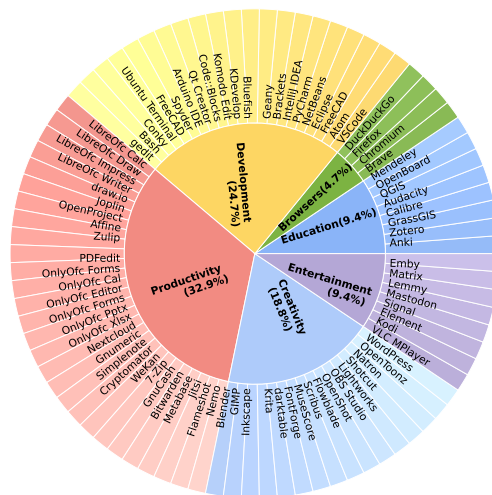 Development
(24.7%)
gedit
Bash
Conky
Ubuntu Terminal
FreeCAD
Spyder
Arduino IDE
Qt Creator
Code::Blocks
Komodo Edit
KDevelop
Bluefish
Geany
Brackets
Intellij IDEA
PyCharm
NetBeans
Eclipse
FreeCAD
Atom
VSCode
Browsers(4.7%)
DuckDuckGo
Firefox
Chromium
Brave
Education(9.4%)
Mendeley
OpenBoard
QGIS
Audacity
Calibre
GrassGIS
Zotero
Anki
Entertainment
(9.4%)
Emby
Matrix
Lemmy
Mastodon
Signal
Element
Kodi
VLC MPlayer
Creativity
(18.8%)
WordPress
OpenToonz
Natron
Shotcut
Lightworks
OBS Studio
OpenShot
Flowblade
Scribus
MuseScore
FontForge
darktable
Krita
Inkscape
GIMP
Blender
Productivity
(32.9%)
Nemo
Flameshot
Jitsi
Metabase
Bitwarden
GnuCash
7-Zip
WeKan
Cryptomator
Simplenote
Gnumeric
Nextcloud
OnlyOfc Xlsx
OnlyOfc Pptx
OnlyOfc Forms
OnlyOfc Editor
OnlyOfc Cal
OnlyOfc Forms
PDFedit
Zulip
Affine
OpenProject
Joplin
draw.io
LibreOfc Writer
LibreOfc Impress
LibreOfc Draw
LibreOfc Calc